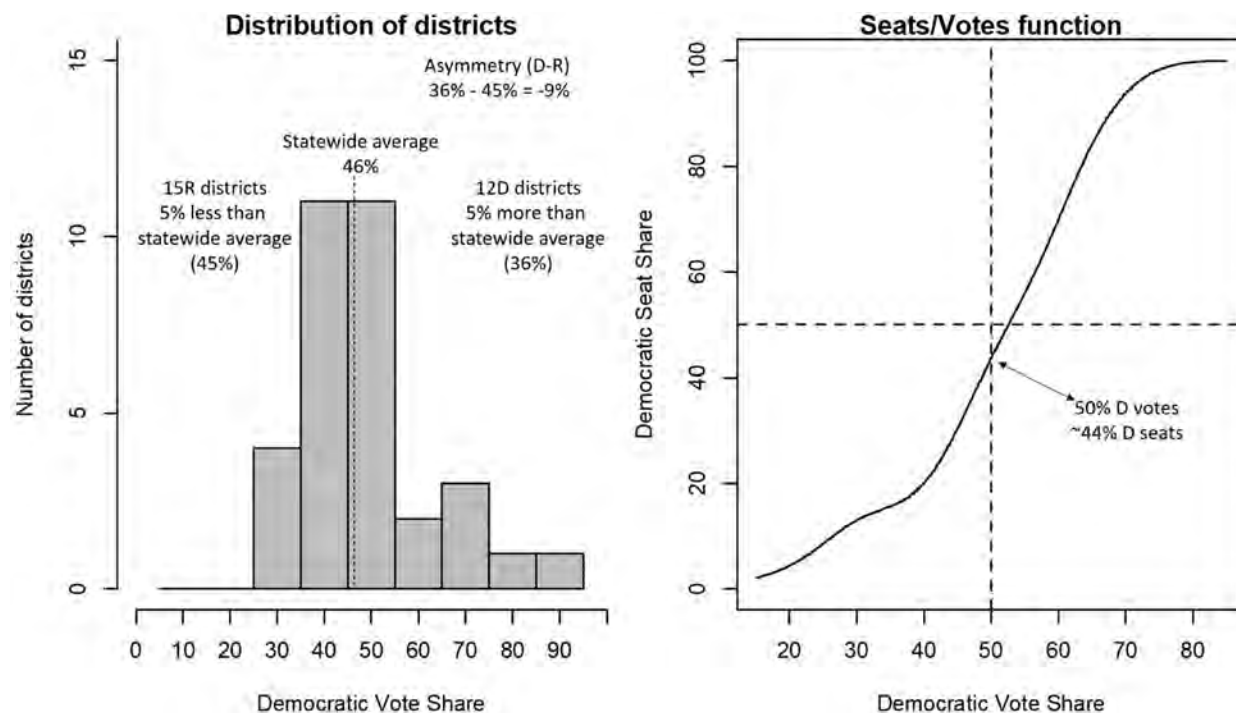 Distribution of districts
Number of districts
15
10
5
0
Asymmetry (D-R)
36% - 45% = -9%
Statewide average
46%
15R districts
5% less than
statewide average
(45%)
12D districts
5% more than
statewide average
(36%)
0 10 20 30 40 50 60 70 80 90
Democratic Vote Share
Seats/Votes function
Democratic Seat Share
100
80
60
40
20
0
50% D votes
~44% D seats
20 30 40 50 60 70 80
Democratic Vote Share